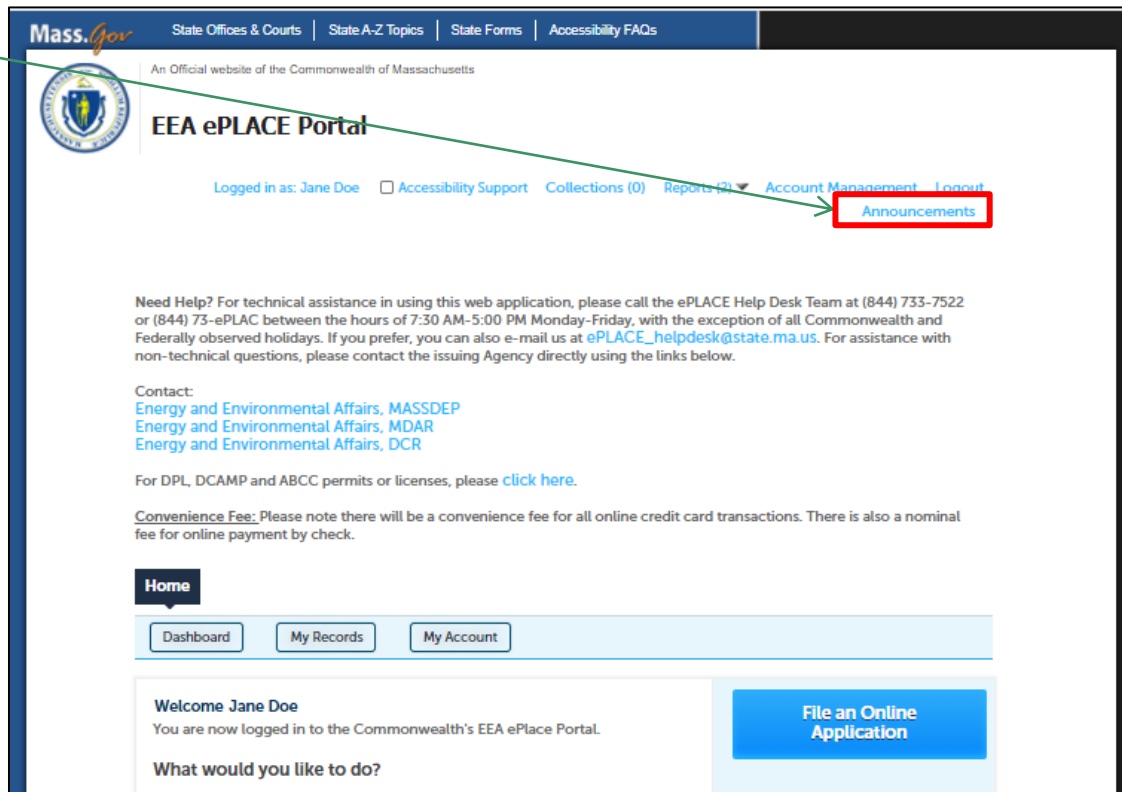 Mass.Gov State Offices & Courts State A-Z Topics State Forms Accessibility FAQs
An Official website of the Commonwealth of Massachusetts
EEA ePLACE Portal
Logged in as: Jane Doe Accessibility Support Collections (0) Reports (2) Account Management Logout
Announcements
Need Help? For technical assistance in using this web application, please call the ePLACE Help Desk Team at (844) 733-7522
or (844) 73-ePLAC between the hours of 7:30 AM-5:00 PM Monday-Friday, with the exception of all Commonwealth and
Federally observed holidays. If you prefer, you can also e-mail us at ePLACE_helpdesk@state.ma.us. For assistance with
non-technical questions, please contact the issuing Agency directly using the links below.
Contact:
Energy and Environmental Affairs, MASSDEP
Energy and Environmental Affairs, MDAR
Energy and Environmental Affairs, DCR
For DPL, DCAMP and ABCC permits or licenses, please click here.
Convenience Fee: Please note there will be a convenience fee for all online credit card transactions. There is also a nominal
fee for online payment by check.
Home
Dashboard My Records My Account
Welcome Jane Doe
You are now logged in to the Commonwealth's EEA ePlace Portal.
What would you like to do?
File an Online
Application